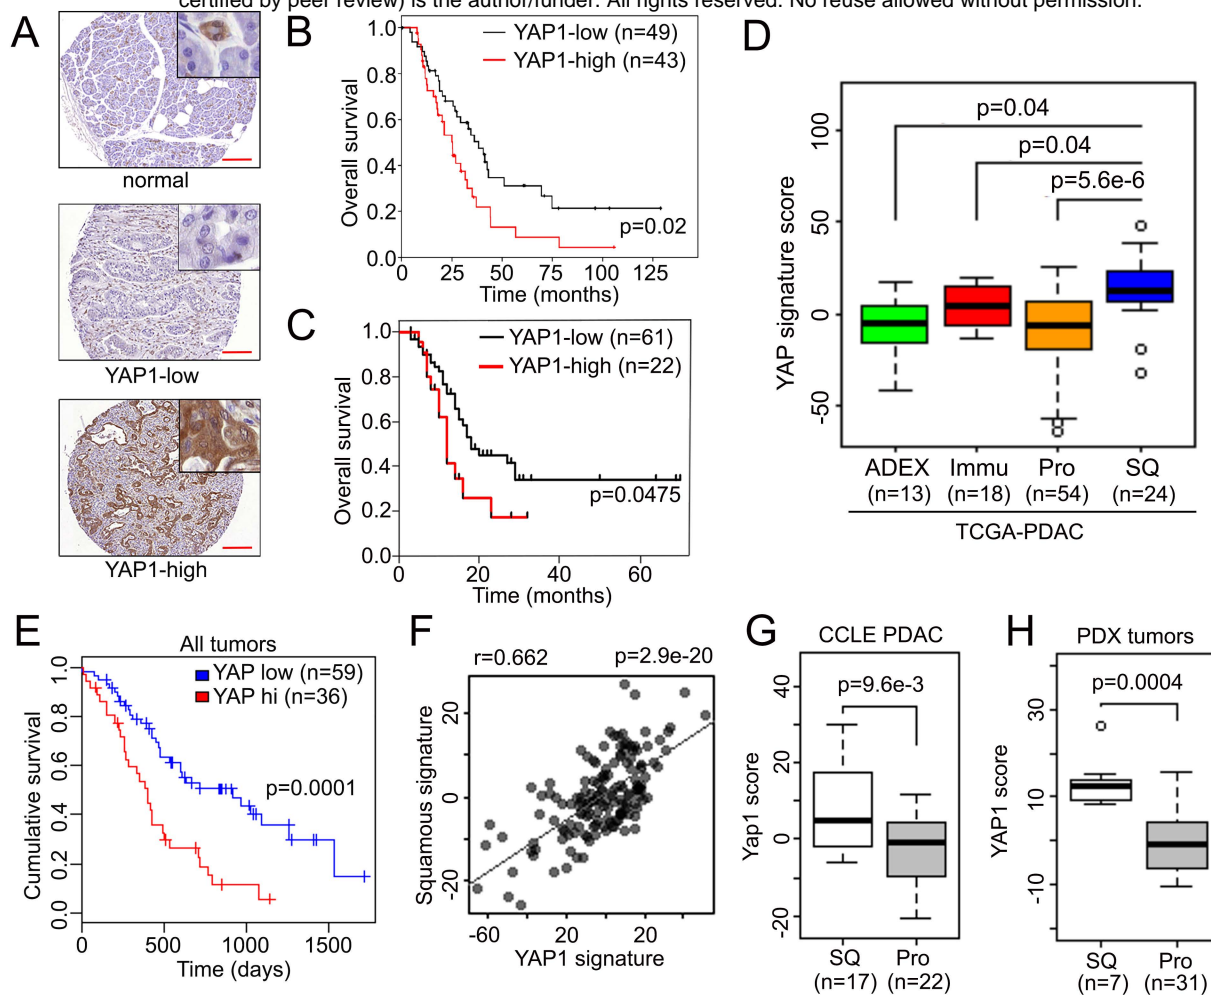 certified by peer review) is the author/funder. All rights reserved. No reuse allowed without permission.
A
normal
YAP1-low
YAP1-high
B
YAP1-low (n=49)
YAP1-high (n=43)
p=0.02
Overall survival
1.0
0.8
0.6
0.4
0.2
0.0
0 25 50 75 100 125
Time (months)
C
YAP1-low (n=61)
YAP1-high (n=22)
p=0.0475
Overall survival
1.0
0.8
0.6
0.4
0.2
0.0
0 20 40 60
Time (months)
D
p=0.04
p=0.04
p=5.6e-6
YAP signature score
100
50
0
-50
ADEX Immu Pro SQ
(n=13) (n=18) (n=54) (n=24)
TCGA-PDAC
E
All tumors
YAP low (n=59)
YAP hi (n=36)
p=0.0001
Cumulative survival
1.0
0.8
0.6
0.4
0.2
0.0
0 500 1000 1500
Time (days)
F
r=0.662 p=2.9e-20
Squamous signature
20
0
-20
-60 20 20
YAP1 signature
G
CCLE PDAC
p=9.6e-3
Yap1 score
40
20
0
-20
SQ Pro
(n=17) (n=22)
H
PDX tumors
p=0.0004
YAP1 score
30
10
-10
SQ Pro
(n=7) (n=31)